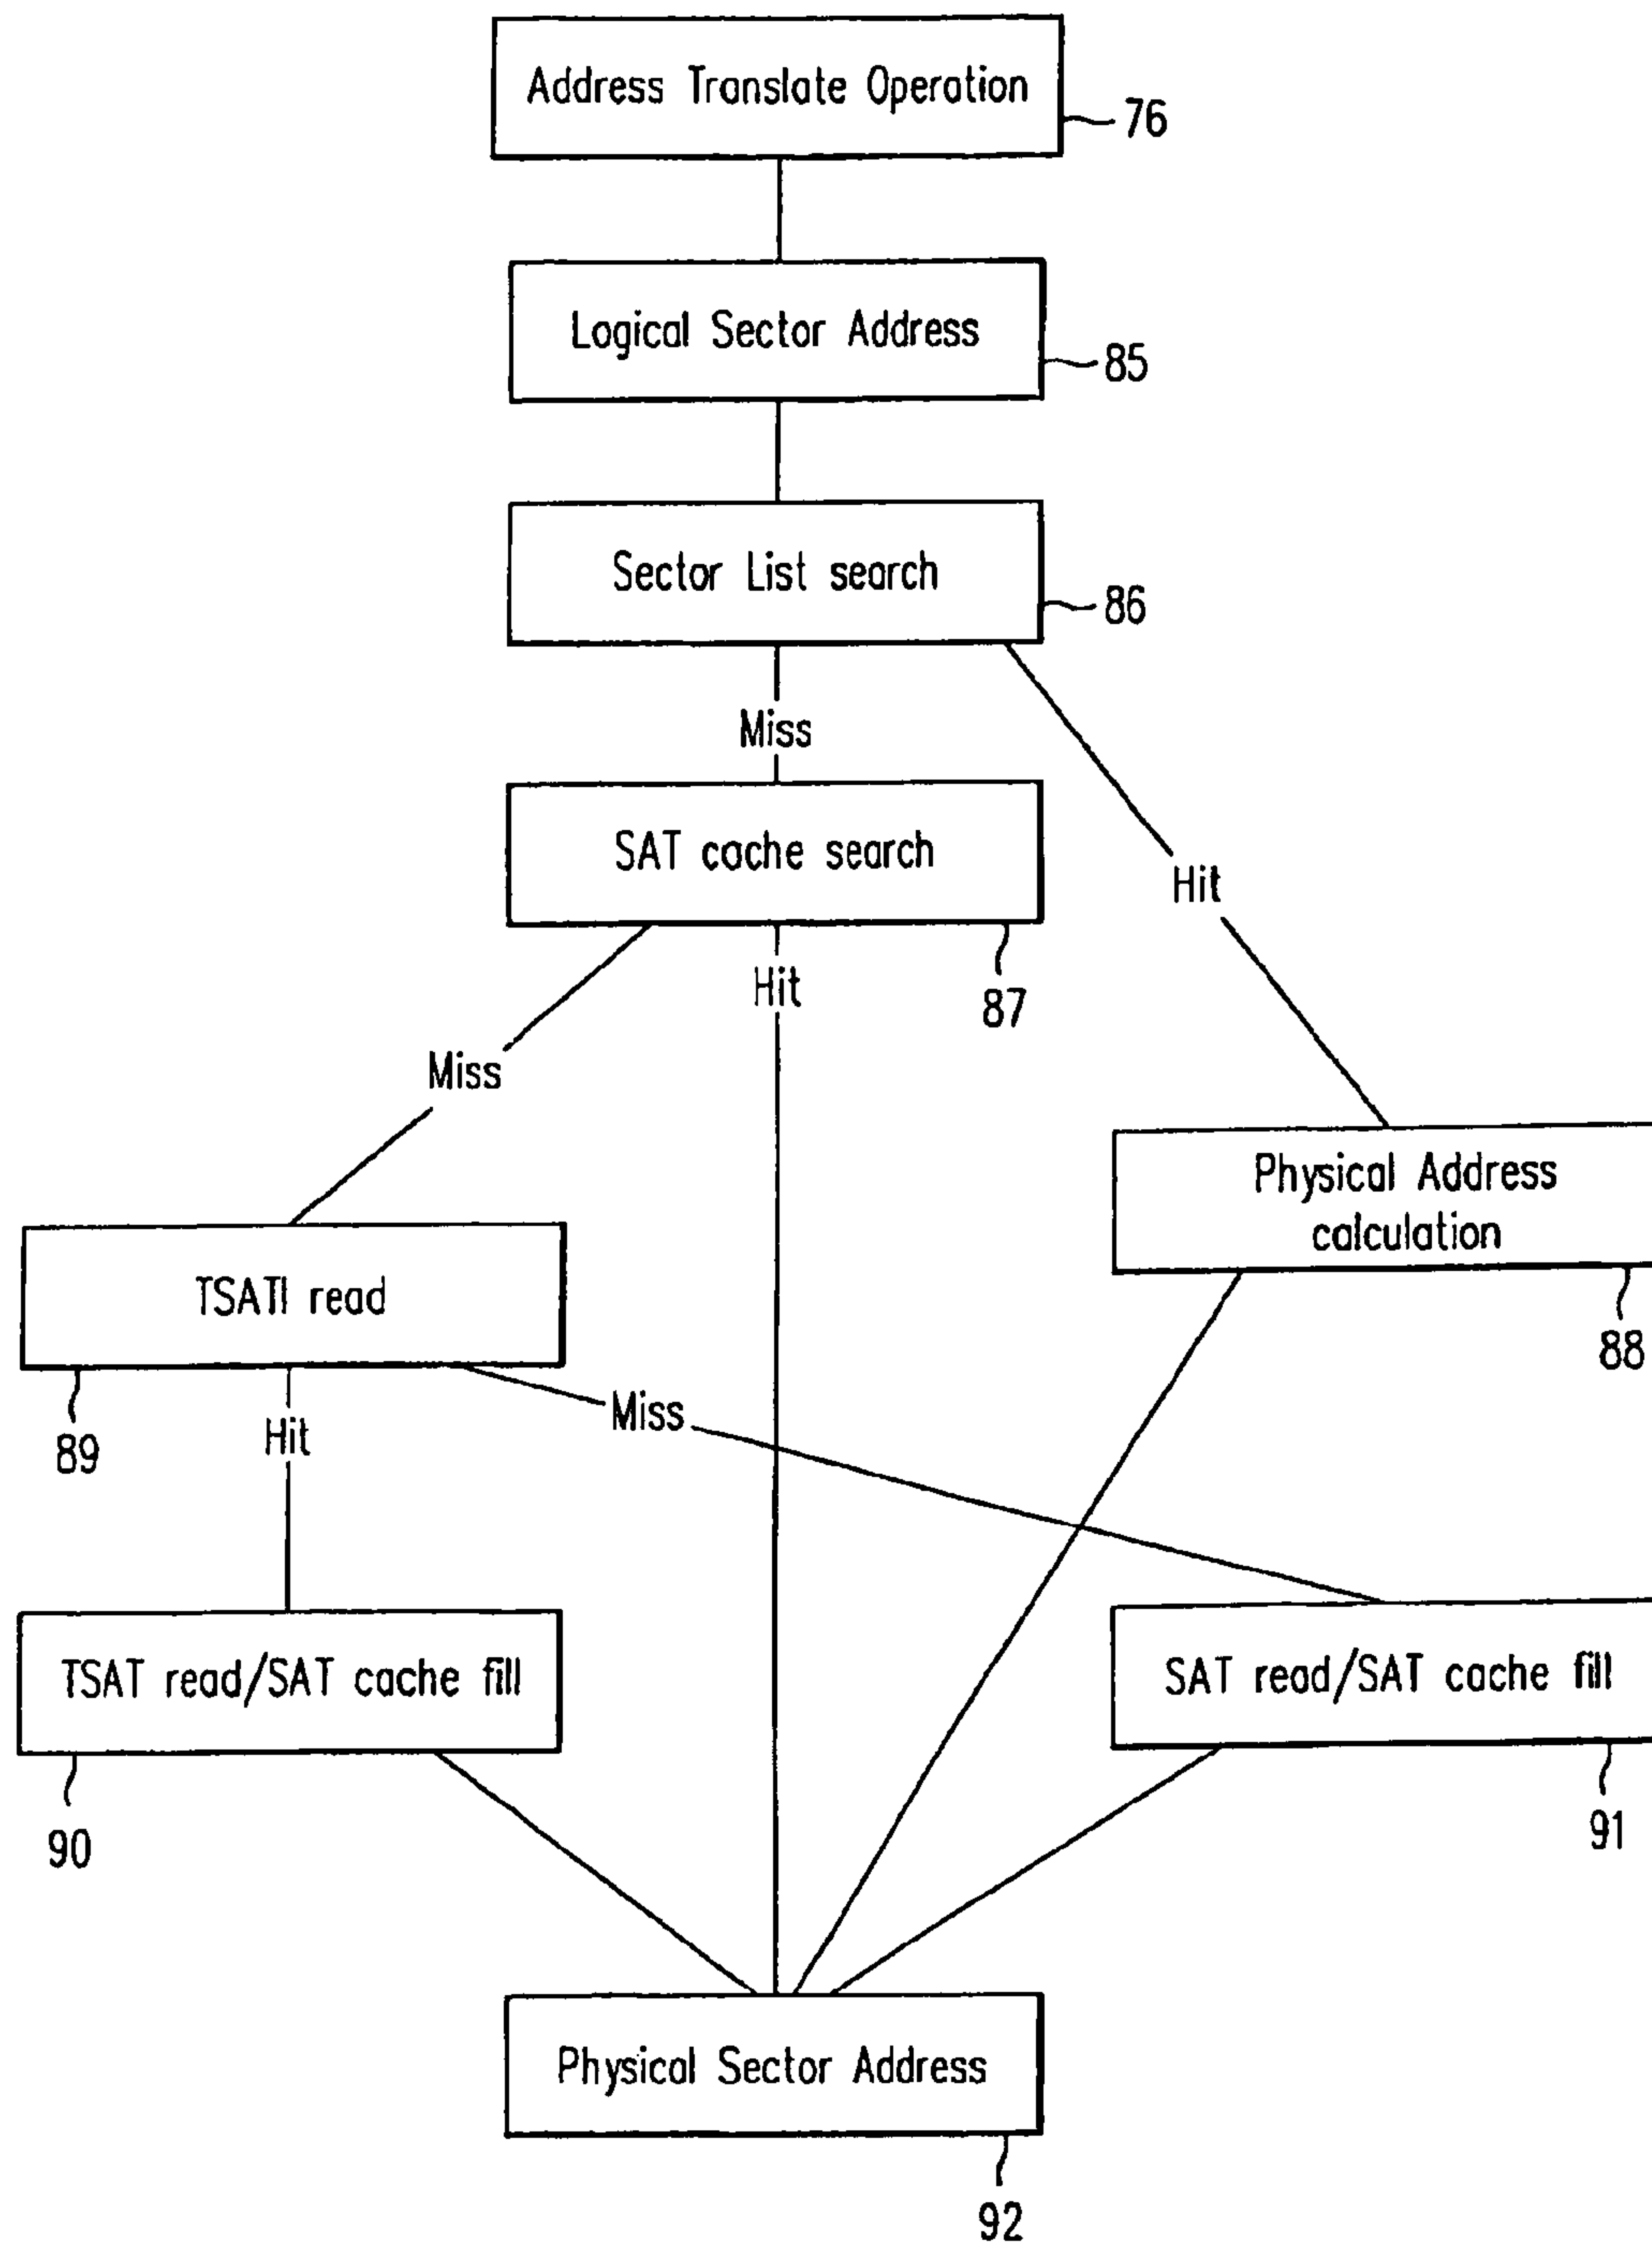 Address Translate Operation
76
Logical Sector Address
85
Sector List search
86
Miss
Hit
SAT cache search
87
Hit
Miss
Physical Address
calculation
88
TSATI read
89
Hit
Miss
TSAT read/SAT cache fill
90
SAT read/SAT cache fill
91
Physical Sector Address
92